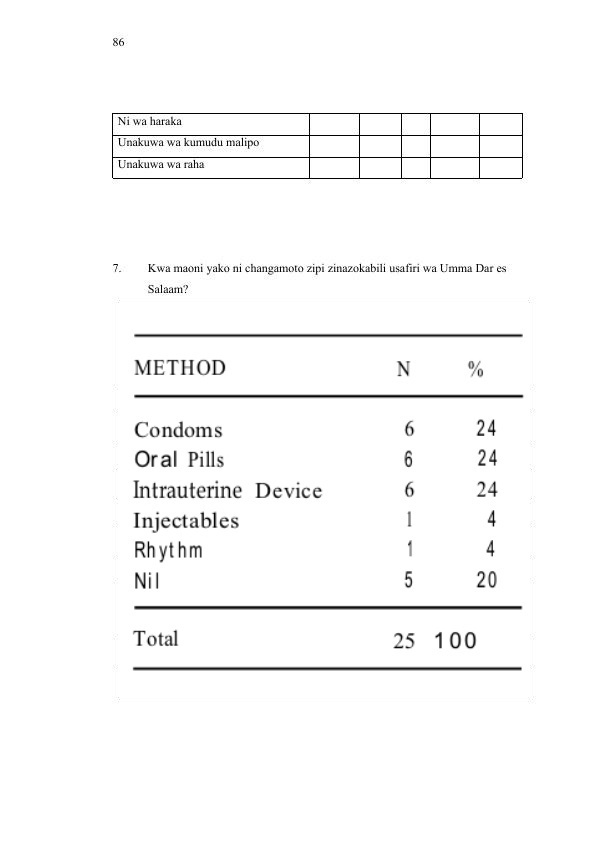 86
Ni wa haraka
Unakuwa wa kumudu malipo
Unakuwa wa raha
7. Kwa maoni yako ni changamoto zipi zinazokabili usafiri wa Umma Dar es
Salaam?
METHOD N %
Condoms 6 24
Oral Pills 6 24
Intrauterine Device 6 24
Injectables 1 4
Rhythm 1 4
Nil 5 20
Total 25 100